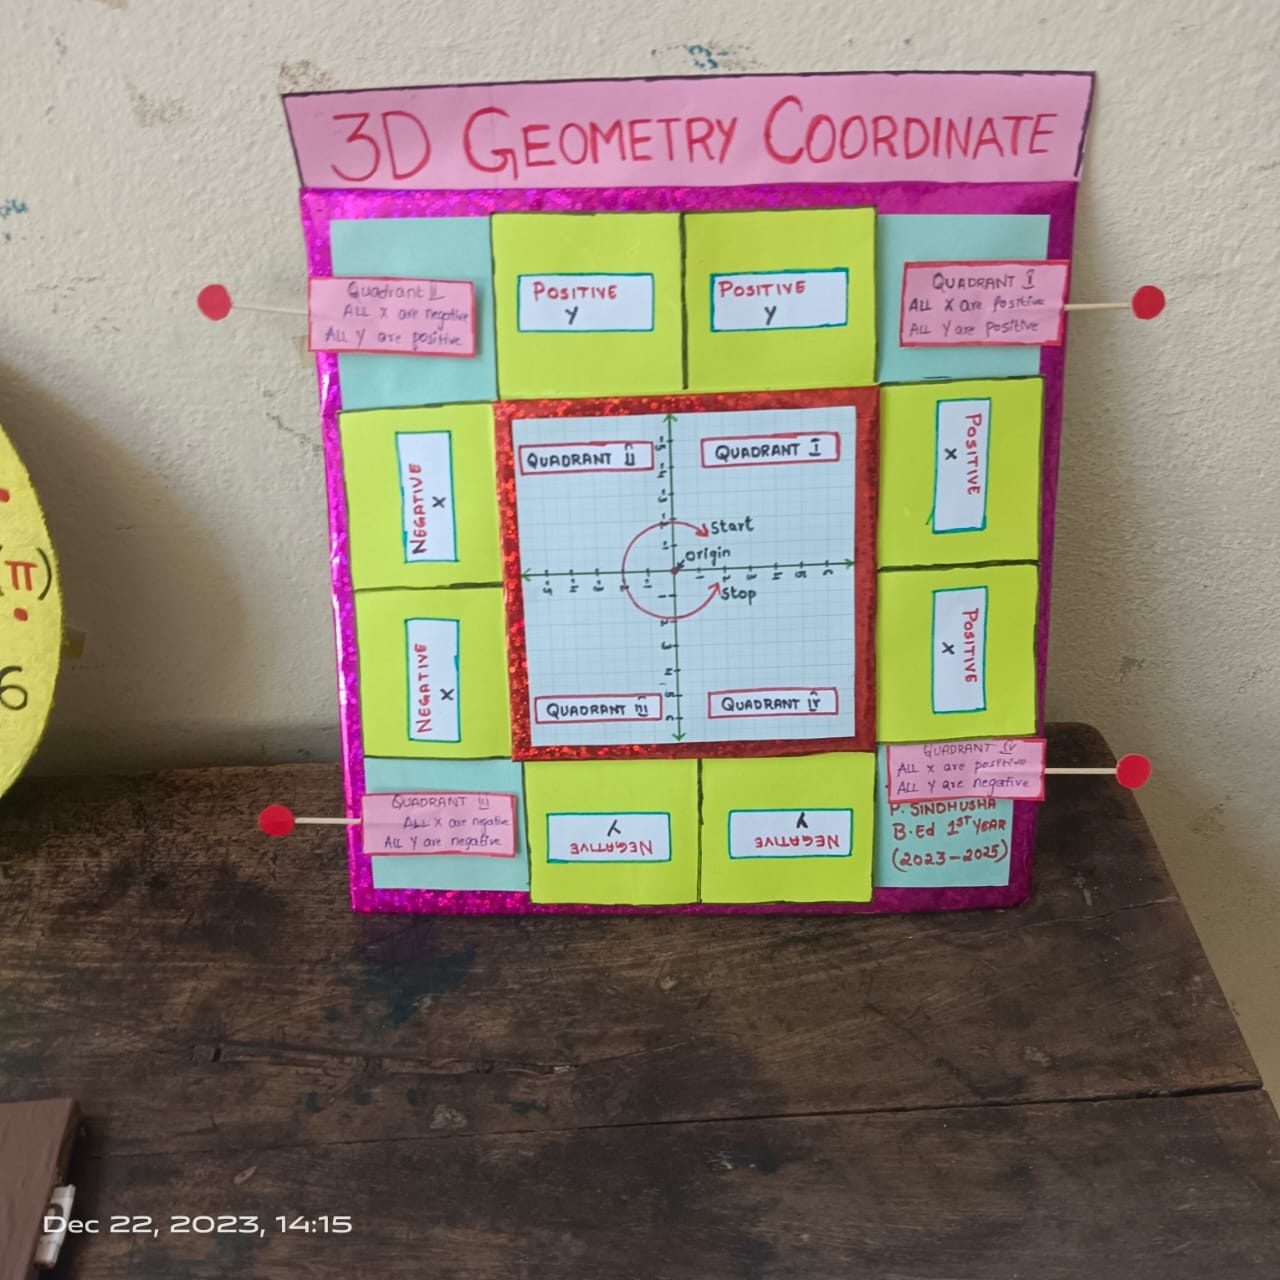 3D GEOMETRY COORDINATE
Quadrant II
ALL X are negative
ALL Y are positive
POSITIVE
Y
POSITIVE
Y
QUADRANT I
ALL X are Positive
ALL Y are positive
NEGATIVE
X
QUADRANT II
QUADRANT I
POSITIVE
X
Start
origin
Stop
(π)
6
NEGATIVE
X
QUADRANT III
QUADRANT IV
POSITIVE
X
QUADRANT III
ALL X are negative
ALL Y are negative
Y
NEGATIVE
Y
NEGATIVE
QUADRANT IV
ALL X are positive
ALL Y are negative
P. SINDHUSHA
B.Ed 1ST YEAR
(2023-2025)
Dec 22, 2023, 14:15